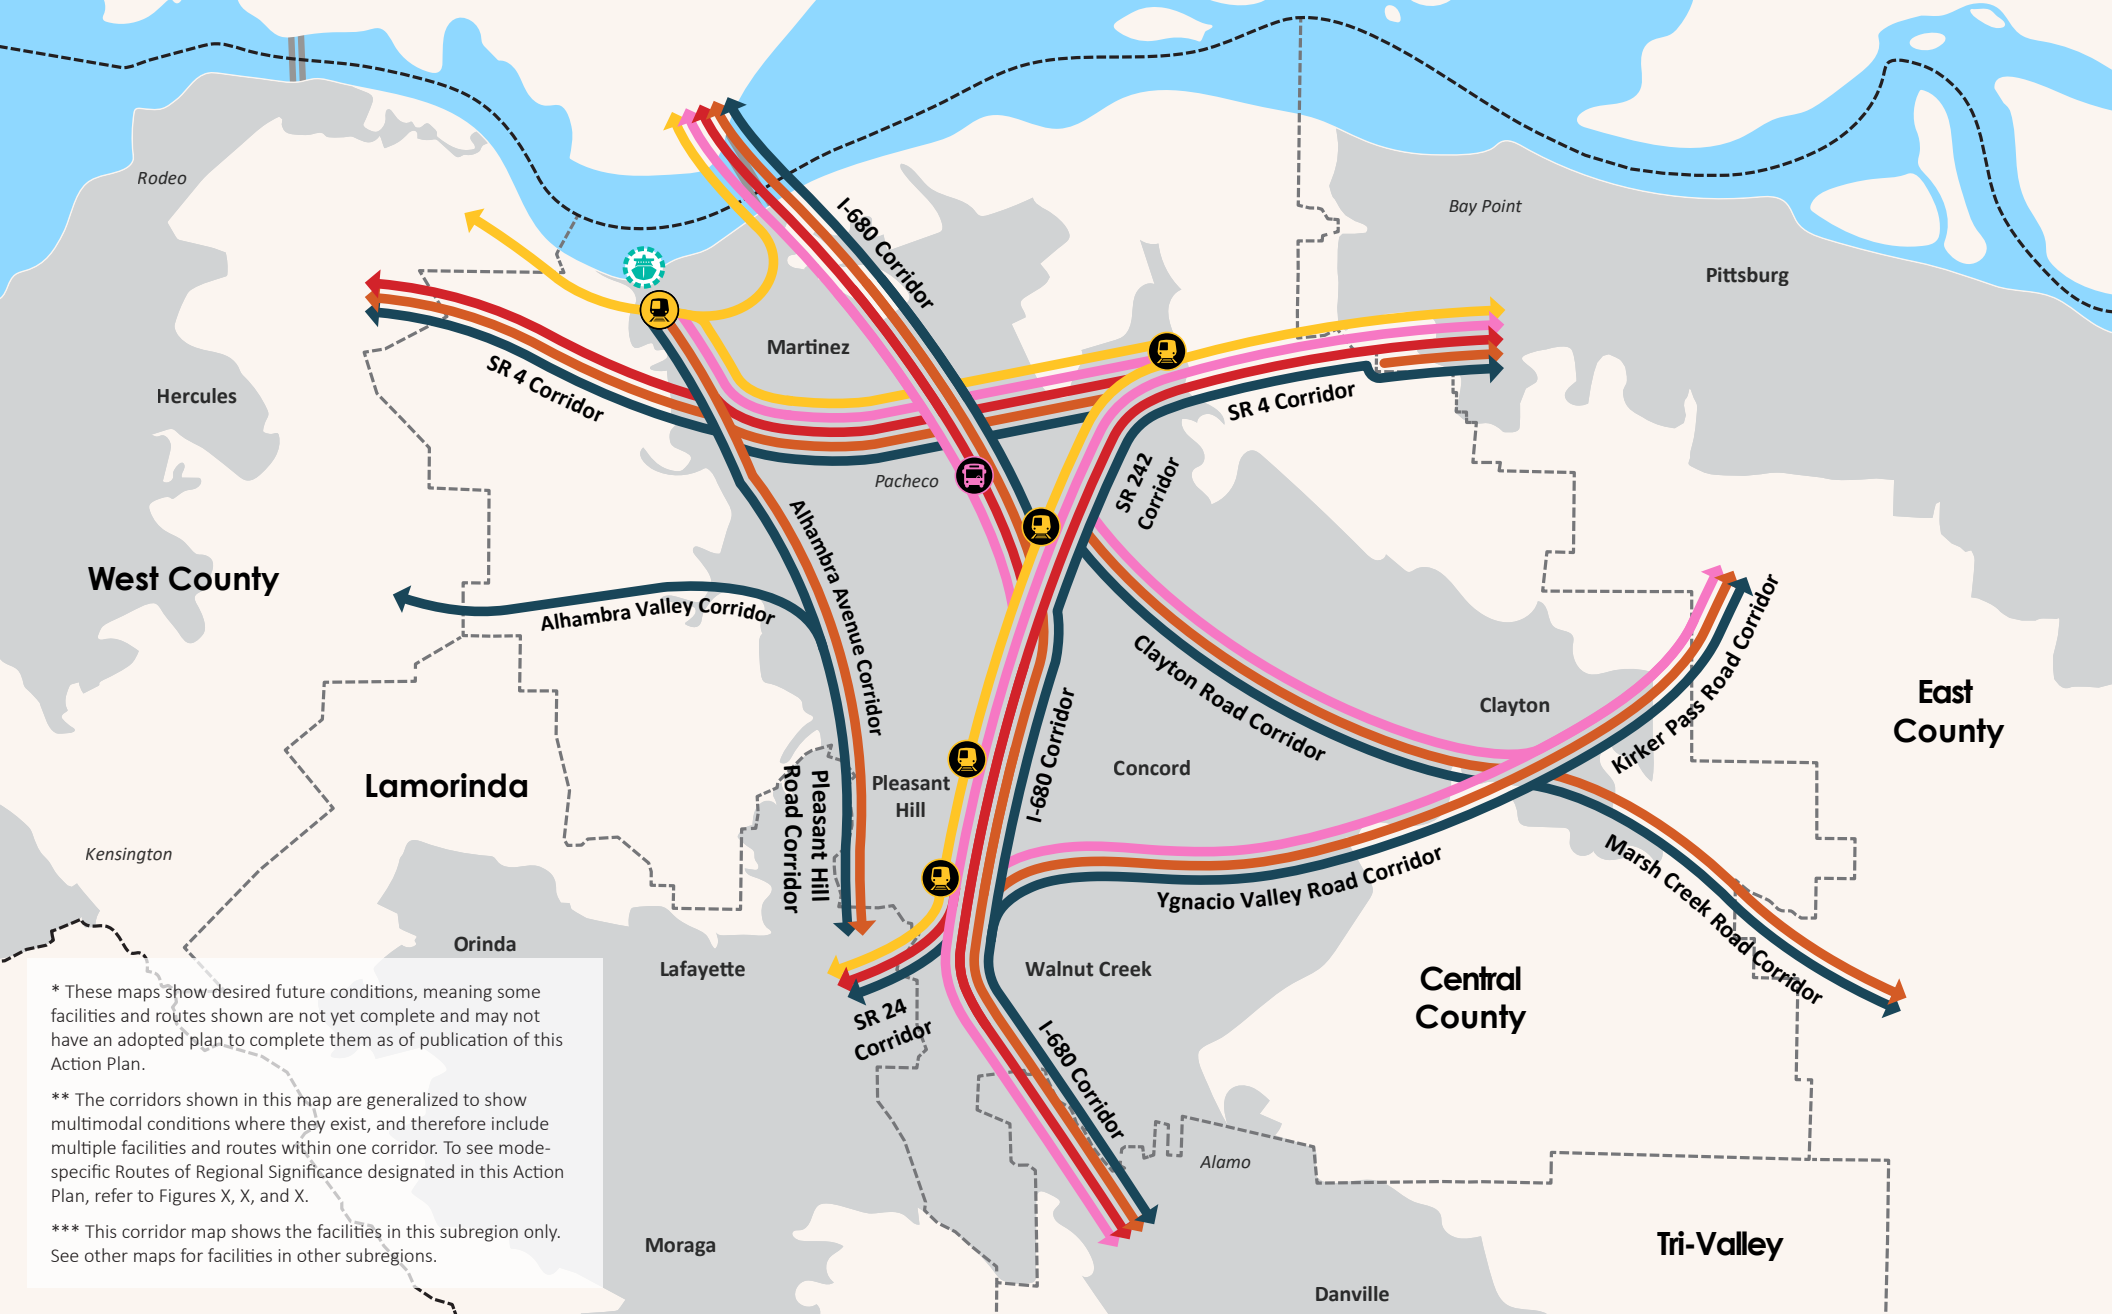 Rodeo
Bay Point
I-680 Corridor
Pittsburg
Martinez
SR 4 Corridor
Hercules
SR 4 Corridor
Pacheco
SR 242
Corridor
Alhambra Avenue Corridor
West County
Alhambra Valley Corridor
Clayton Road Corridor
Kirker Pass Road Corridor
Clayton
East
County
I-680 Corridor
Concord
Lamorinda
Pleasant
Hill
Pleasant Hill
Road Corridor
Kensington
Ygnacio Valley Road Corridor
Marsh Creek Road Corridor
Orinda
Lafayette
Walnut Creek
Central
County
SR 24
Corridor
I-680 Corridor
Alamo
Moraga
Tri-Valley
Danville
* These maps show desired future conditions, meaning some
facilities and routes shown are not yet complete and may not
have an adopted plan to complete them as of publication of this
Action Plan.
** The corridors shown in this map are generalized to show
multimodal conditions where they exist, and therefore include
multiple facilities and routes within one corridor. To see mode-
specific Routes of Regional Significance designated in this Action
Plan, refer to Figures X, X, and X.
*** This corridor map shows the facilities in this subregion only.
See other maps for facilities in other subregions.